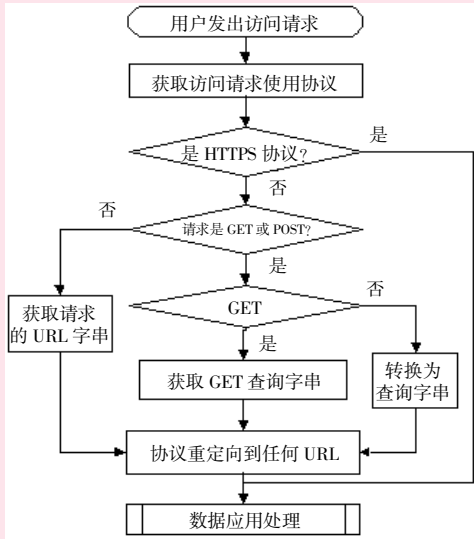 用户发出访问请求
获取访问请求使用协议
是
是 HTTPS 协议?
否
否
请求是 GET 或 POST?
是
否
GET
获取请求
的 URL 字串
是
获取 GET 查询字串
转换为
查询字串
协议重定向到任何 URL
数据应用处理